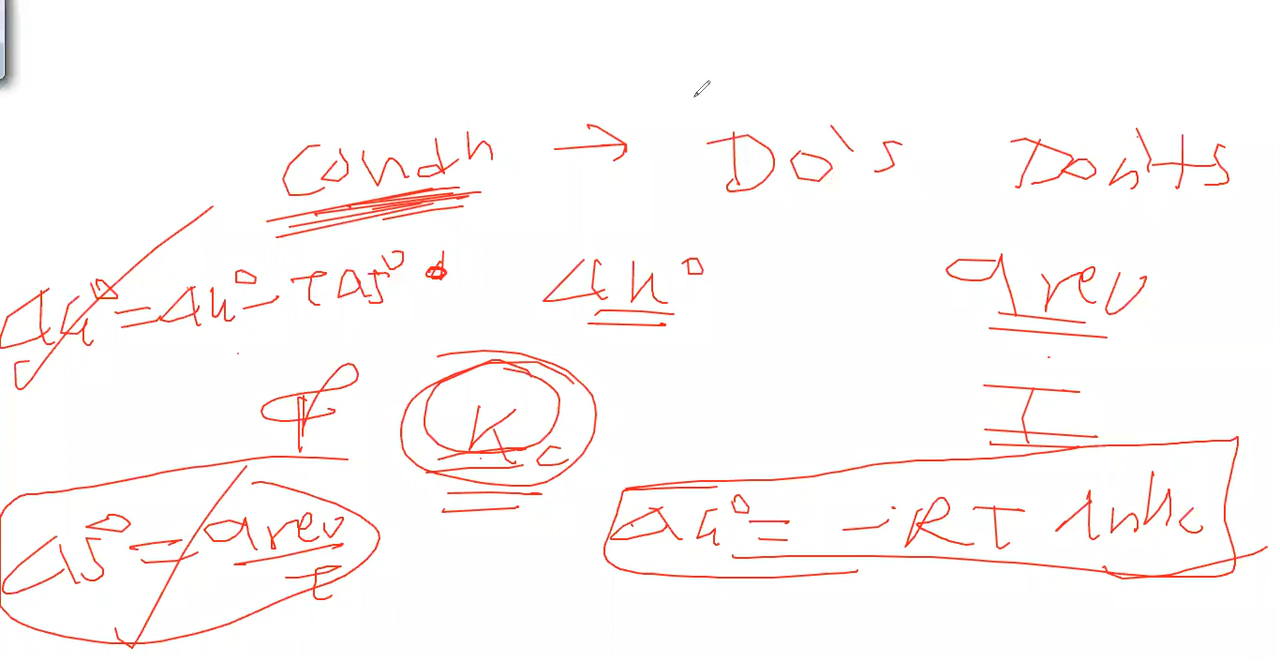 Condn → Do's Don'ts
ΔG° = ΔH° - TΔS° ΔH° qrev
Kc T
ΔS° = qrev/T ΔG° = -RT lnKc